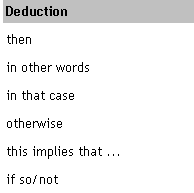 Deduction
then
in other words
in that case
otherwise
this implies that ...
if so/not